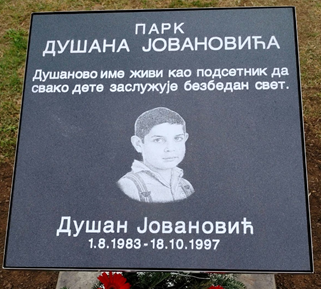 ПАРК
ДУШАНА ЈОВАНОВИЋА
Душаново име живи као подсетник да
свако дете заслужује безбедан свет.
Душан Јовановић
1.8.1983-18.10.1997